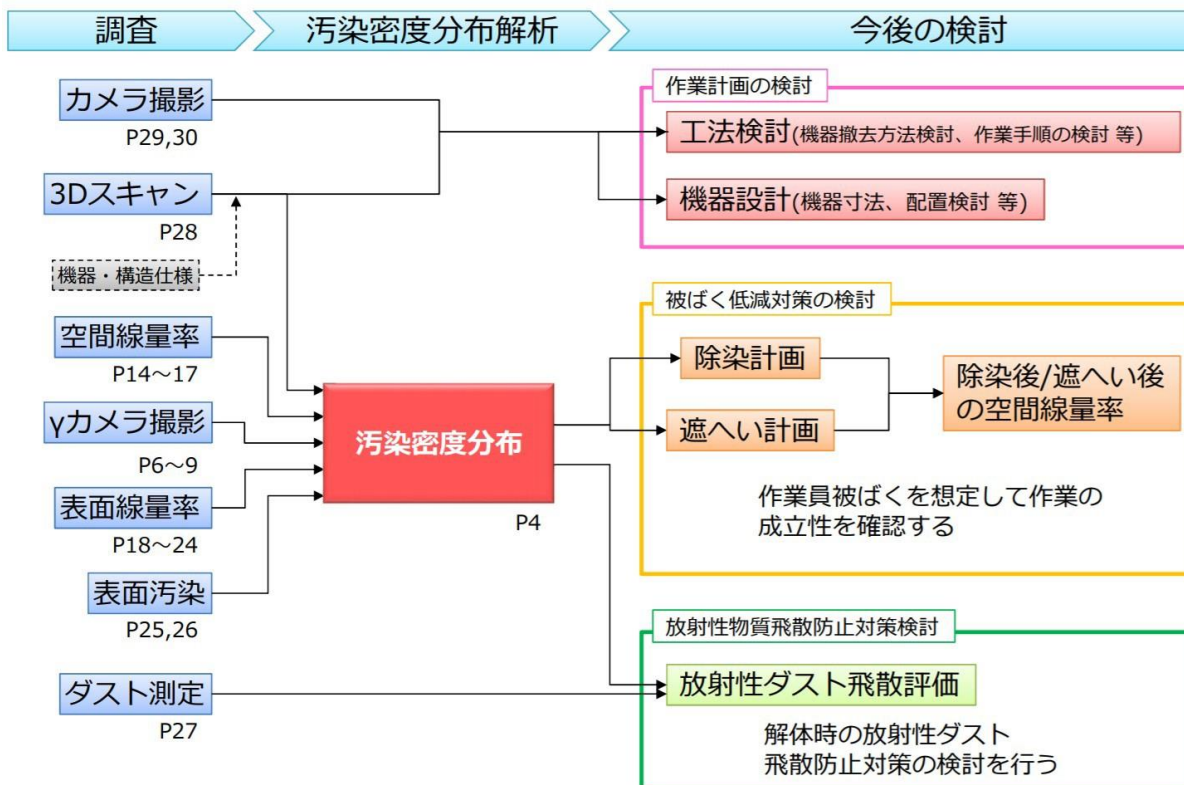 調査
汚染密度分布解析
今後の検討
カメラ撮影
P29,30
3Dスキャン
P28
機器・構造仕様
空間線量率
P14～17
γカメラ撮影
P6～9
表面線量率
P18～24
表面汚染
P25,26
ダスト測定
P27
汚染密度分布
P4
作業計画の検討
工法検討(機器撤去方法検討、作業手順の検討 等)
機器設計(機器寸法、配置検討 等)
被ばく低減対策の検討
除染計画
遮へい計画
除染後/遮へい後
の空間線量率
作業員被ばくを想定して作業の
成立性を確認する
放射性物質飛散防止対策検討
放射性ダスト飛散評価
解体時の放射性ダスト
飛散防止対策の検討を行う